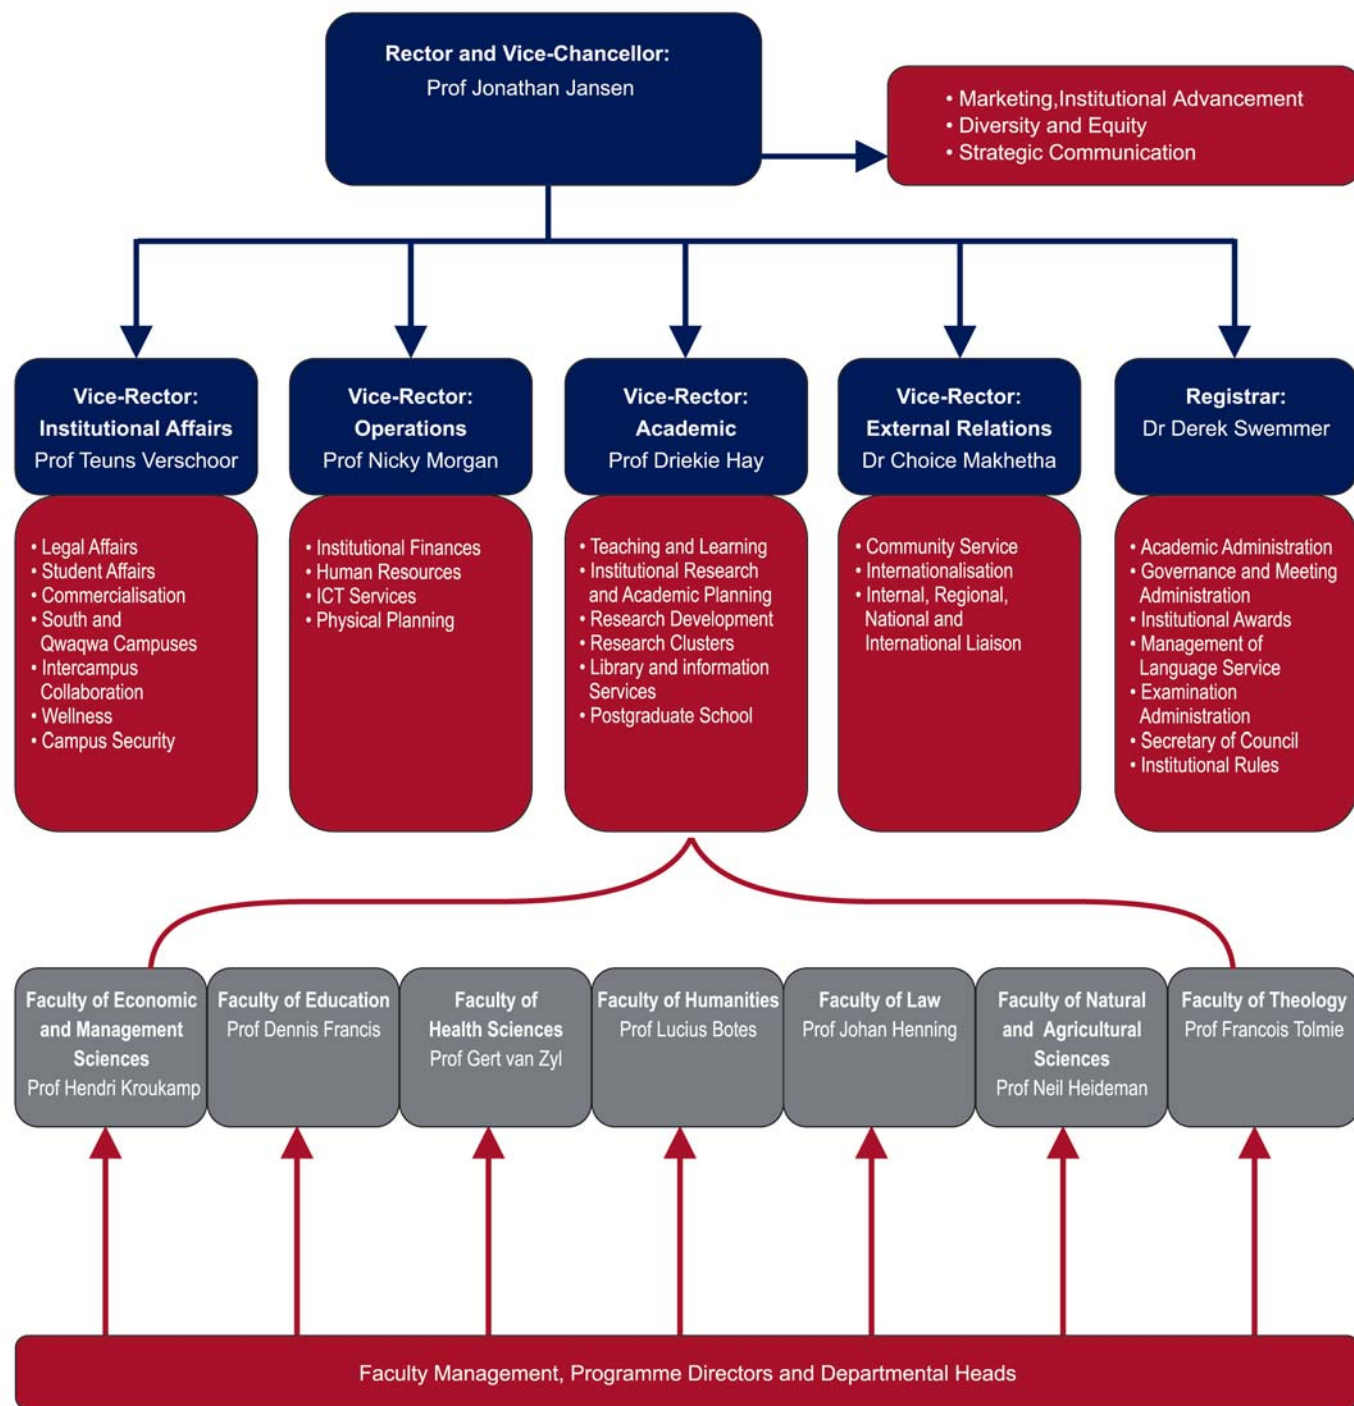 Rector and Vice-Chancellor:
Prof Jonathan Jansen
• Marketing,Institutional Advancement
• Diversity and Equity
• Strategic Communication
Vice-Rector:
Institutional Affairs
Prof Teuns Verschoor
• Legal Affairs
• Student Affairs
• Commercialisation
• South and
Qwaqwa Campuses
• Intercampus
Collaboration
• Wellness
• Campus Security
Vice-Rector:
Operations
Prof Nicky Morgan
• Institutional Finances
• Human Resources
• ICT Services
• Physical Planning
Vice-Rector:
Academic
Prof Driekie Hay
• Teaching and Learning
• Institutional Research
and Academic Planning
• Research Development
• Research Clusters
• Library and information
Services
• Postgraduate School
Vice-Rector:
External Relations
Dr Choice Makhetha
• Community Service
• Internationalisation
• Internal, Regional,
National and
International Liaison
Registrar:
Dr Derek Swemmer
• Academic Administration
• Governance and Meeting
Administration
• Institutional Awards
• Management of
Language Service
• Examination
Administration
• Secretary of Council
• Institutional Rules
Faculty of Economic
and Management
Sciences
Prof Hendri Kroukamp
Faculty of Education
Prof Dennis Francis
Faculty of
Health Sciences
Prof Gert van Zyl
Faculty of Humanities
Prof Lucius Botes
Faculty of Law
Prof Johan Henning
Faculty of Natural
and Agricultural
Sciences
Prof Neil Heideman
Faculty of Theology
Prof Francois Tolmie
Faculty Management, Programme Directors and Departmental Heads